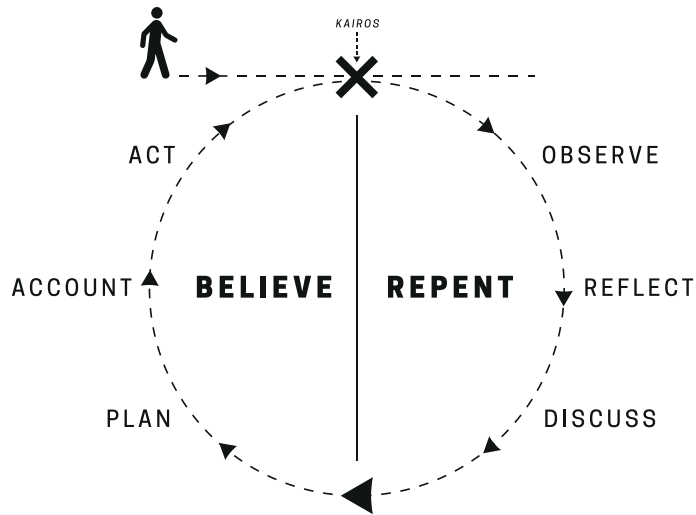 KAIROS
ACT
OBSERVE
ACCOUNT
BELIEVE
REPENT
REFLECT
PLAN
DISCUSS